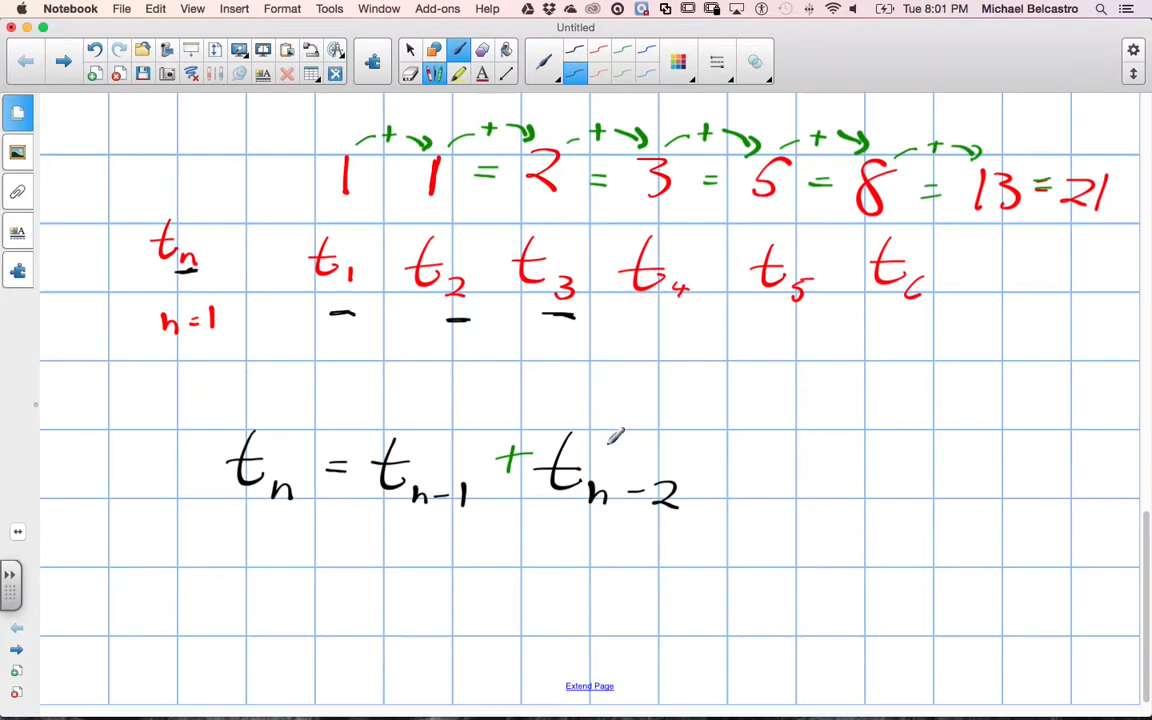 Notebook File Edit View Insert Format Tools Window Add-ons Help Tue 8:01 PM Michael Belcastro
Untitled
+ + + + + +
1 1 = 2 = 3 = 5 = 8 = 13 = 21
tₙ t₁ t₂ t₃ t₄ t₅ t₆
n = 1
tₙ = tₙ₋₁ + tₙ₋₂
Extend Page